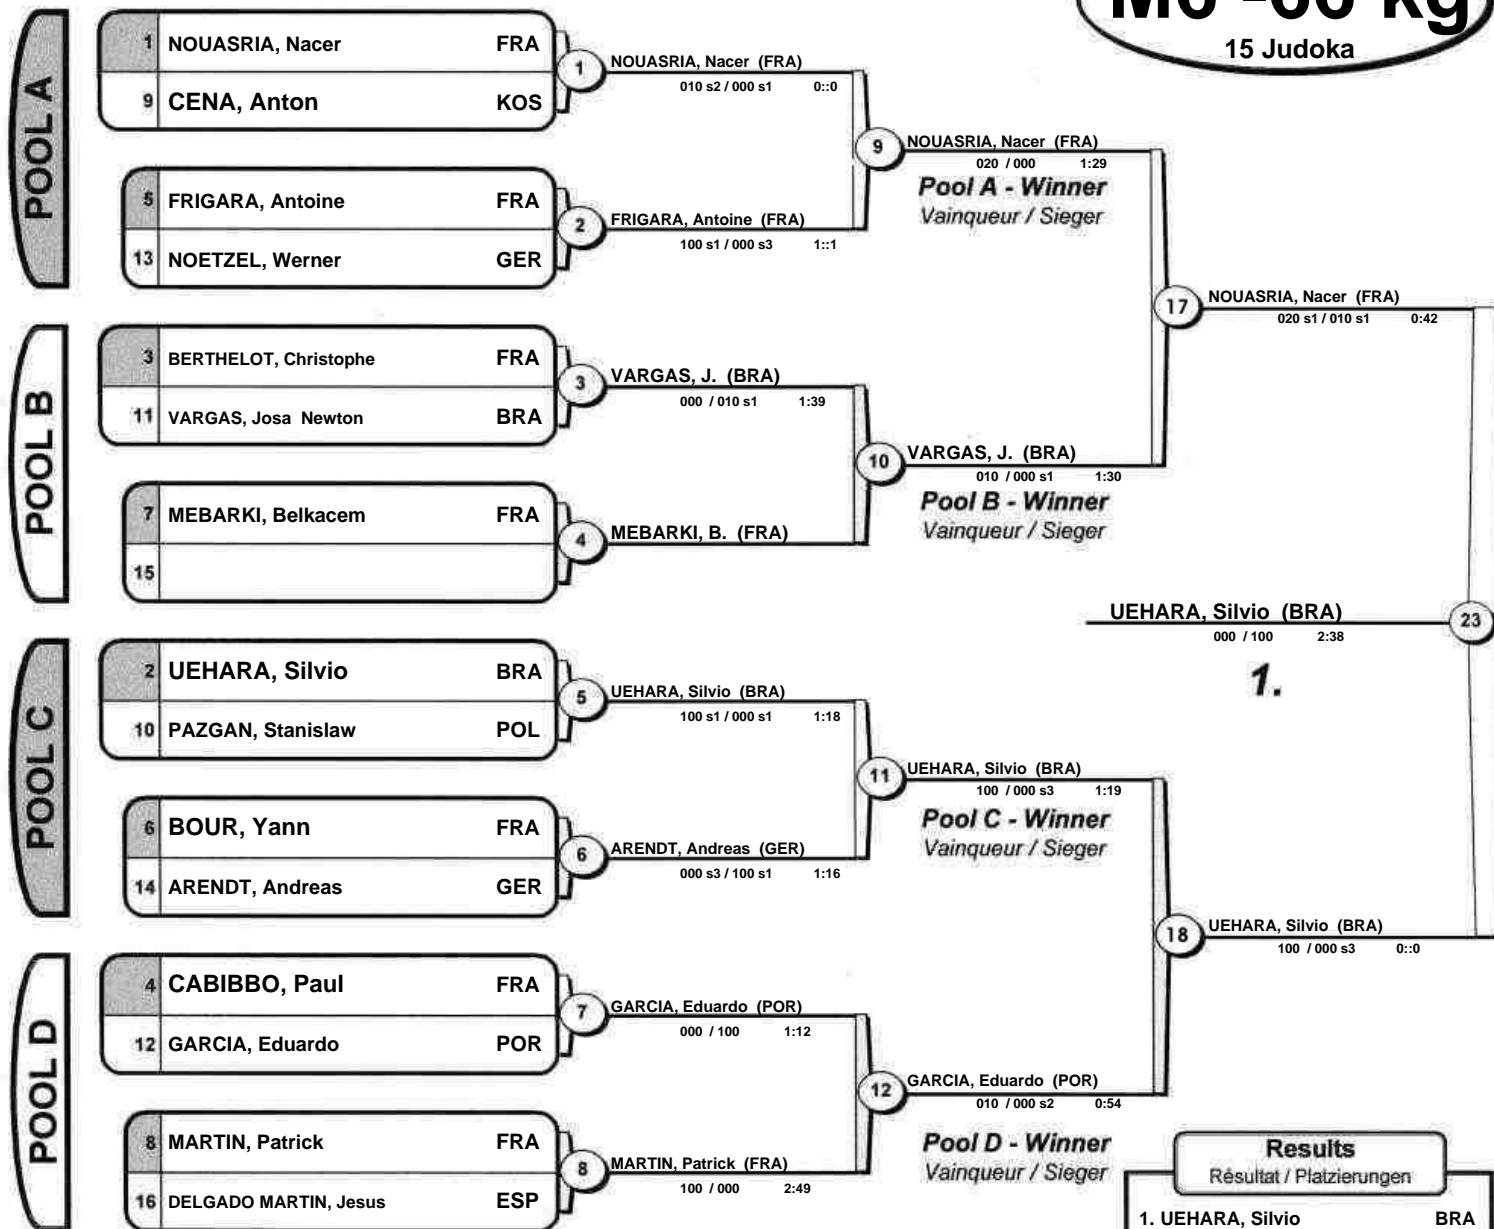 M6 -66 kg
15 Judoka
POOL A
1 NOUASRIA, Nacer FRA
9 CENA, Anton KOS
1
NOUASRIA, Nacer (FRA)
010 s2 / 000 s1 0::0
5 FRIGARA, Antoine FRA
13 NOETZEL, Werner GER
2
FRIGARA, Antoine (FRA)
100 s1 / 000 s3 1::1
9
NOUASRIA, Nacer (FRA)
020 / 000 1:29
Pool A - Winner
Vainqueur / Sieger
POOL B
3 BERTHELOT, Christophe FRA
11 VARGAS, Josa Newton BRA
3
VARGAS, J. (BRA)
000 / 010 s1 1:39
7 MEBARKI, Belkacem FRA
15
4
MEBARKI, B. (FRA)
10
VARGAS, J. (BRA)
010 / 000 s1 1:30
Pool B - Winner
Vainqueur / Sieger
17
NOUASRIA, Nacer (FRA)
020 s1 / 010 s1 0:42
POOL C
2 UEHARA, Silvio BRA
10 PAZGAN, Stanislaw POL
5
UEHARA, Silvio (BRA)
100 s1 / 000 s1 1:18
6 BOUR, Yann FRA
14 ARENDT, Andreas GER
6
ARENDT, Andreas (GER)
000 s3 / 100 s1 1:16
11
UEHARA, Silvio (BRA)
100 / 000 s3 1:19
Pool C - Winner
Vainqueur / Sieger
POOL D
4 CABIBBO, Paul FRA
12 GARCIA, Eduardo POR
7
GARCIA, Eduardo (POR)
000 / 100 1:12
8 MARTIN, Patrick FRA
16 DELGADO MARTIN, Jesus ESP
8
MARTIN, Patrick (FRA)
100 / 000 2:49
12
GARCIA, Eduardo (POR)
010 / 000 s2 0:54
Pool D - Winner
Vainqueur / Sieger
18
UEHARA, Silvio (BRA)
100 / 000 s3 0::0
UEHARA, Silvio (BRA)
000 / 100 2:38
23
1.
Results
Résultat / Platzierungen
1. UEHARA, Silvio BRA